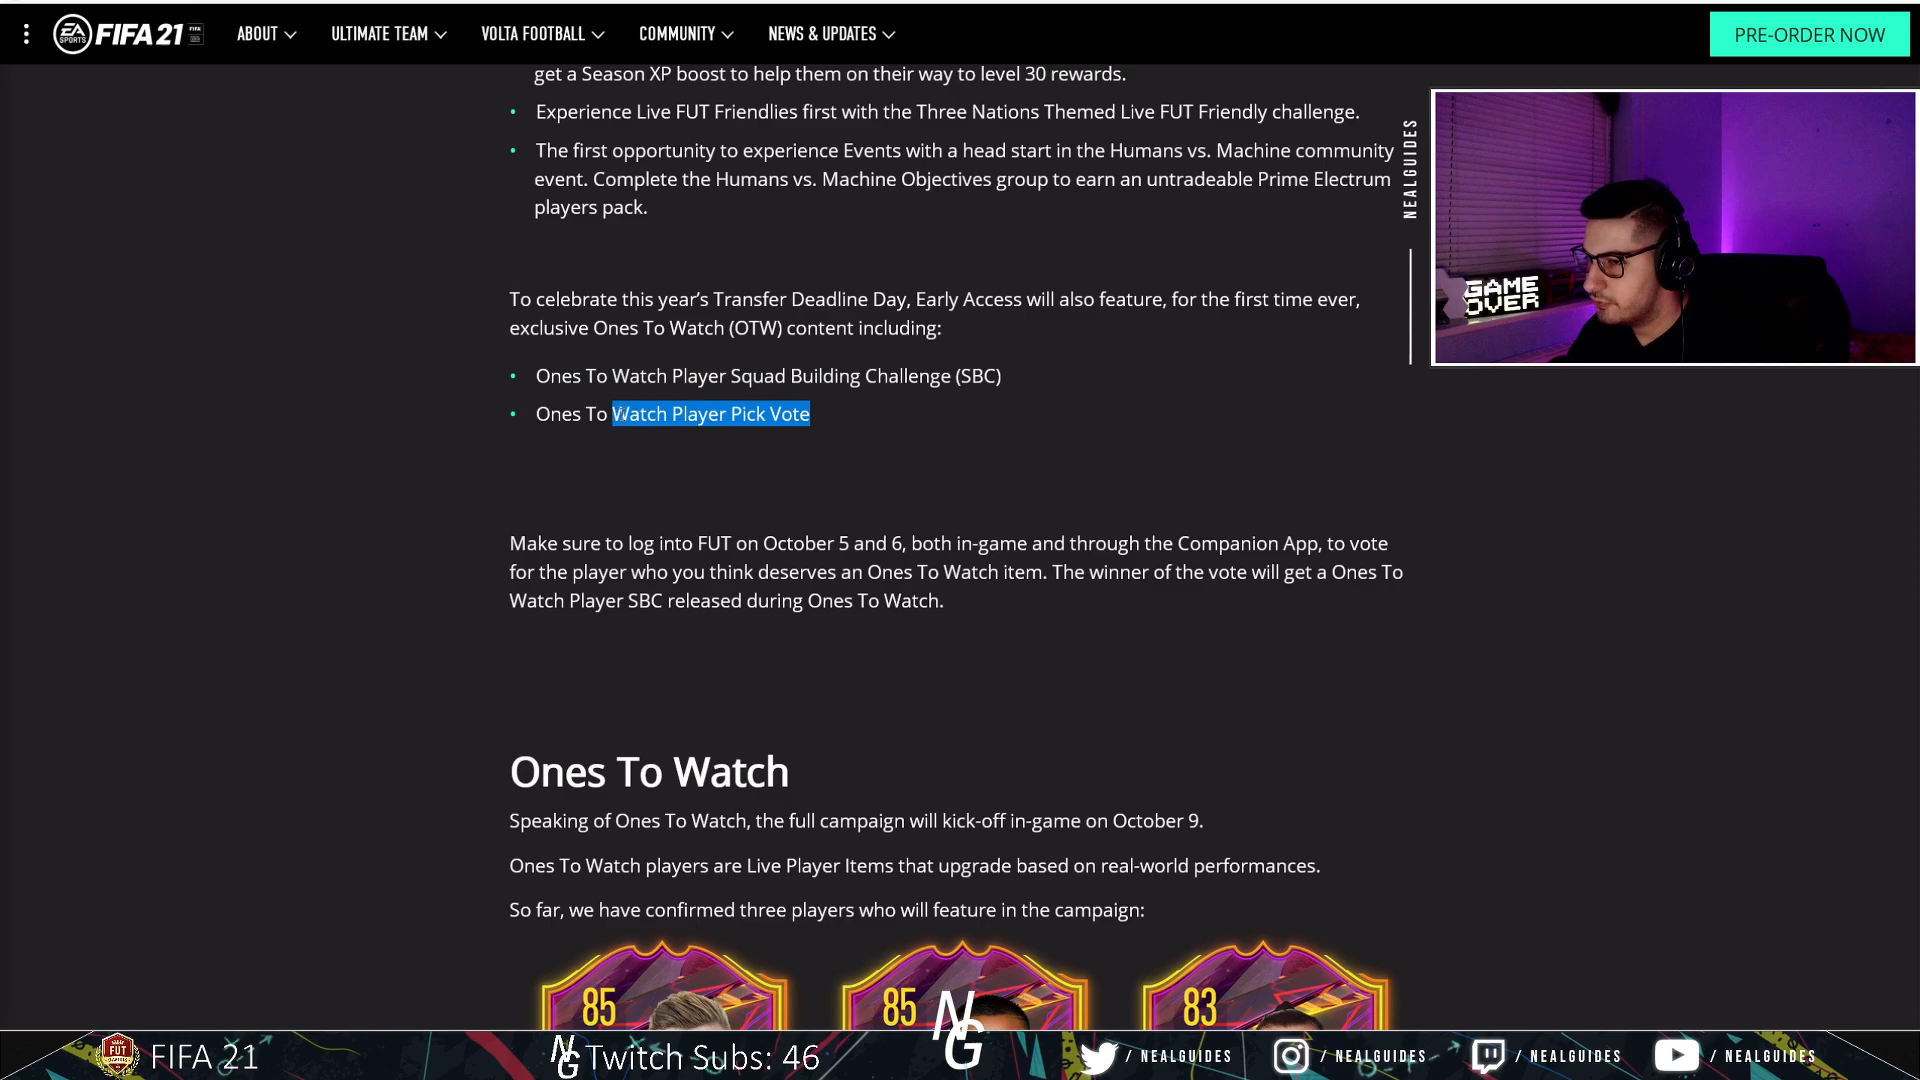 EA SPORTS FIFA 21 ABOUT ULTIMATE TEAM VOLTA FOOTBALL COMMUNITY NEWS & UPDATES PRE-ORDER NOW
get a Season XP boost to help them on their way to level 30 rewards.
• Experience Live FUT Friendlies first with the Three Nations Themed Live FUT Friendly challenge.
• The first opportunity to experience Events with a head start in the Humans vs. Machine community
event. Complete the Humans vs. Machine Objectives group to earn an untradeable Prime Electrum
players pack.
NEALGUIDES
GAME
OVER
To celebrate this year’s Transfer Deadline Day, Early Access will also feature, for the first time ever,
exclusive Ones To Watch (OTW) content including:
• Ones To Watch Player Squad Building Challenge (SBC)
• Ones To Watch Player Pick Vote
Make sure to log into FUT on October 5 and 6, both in-game and through the Companion App, to vote
for the player who you think deserves an Ones To Watch item. The winner of the vote will get a Ones To
Watch Player SBC released during Ones To Watch.
Ones To Watch
Speaking of Ones To Watch, the full campaign will kick-off in-game on October 9.
Ones To Watch players are Live Player Items that upgrade based on real-world performances.
So far, we have confirmed three players who will feature in the campaign:
85 85 83
FUT FIFA 21 NG Twitch Subs: 46 NG / NEALGUIDES / NEALGUIDES / NEALGUIDES / NEALGUIDES